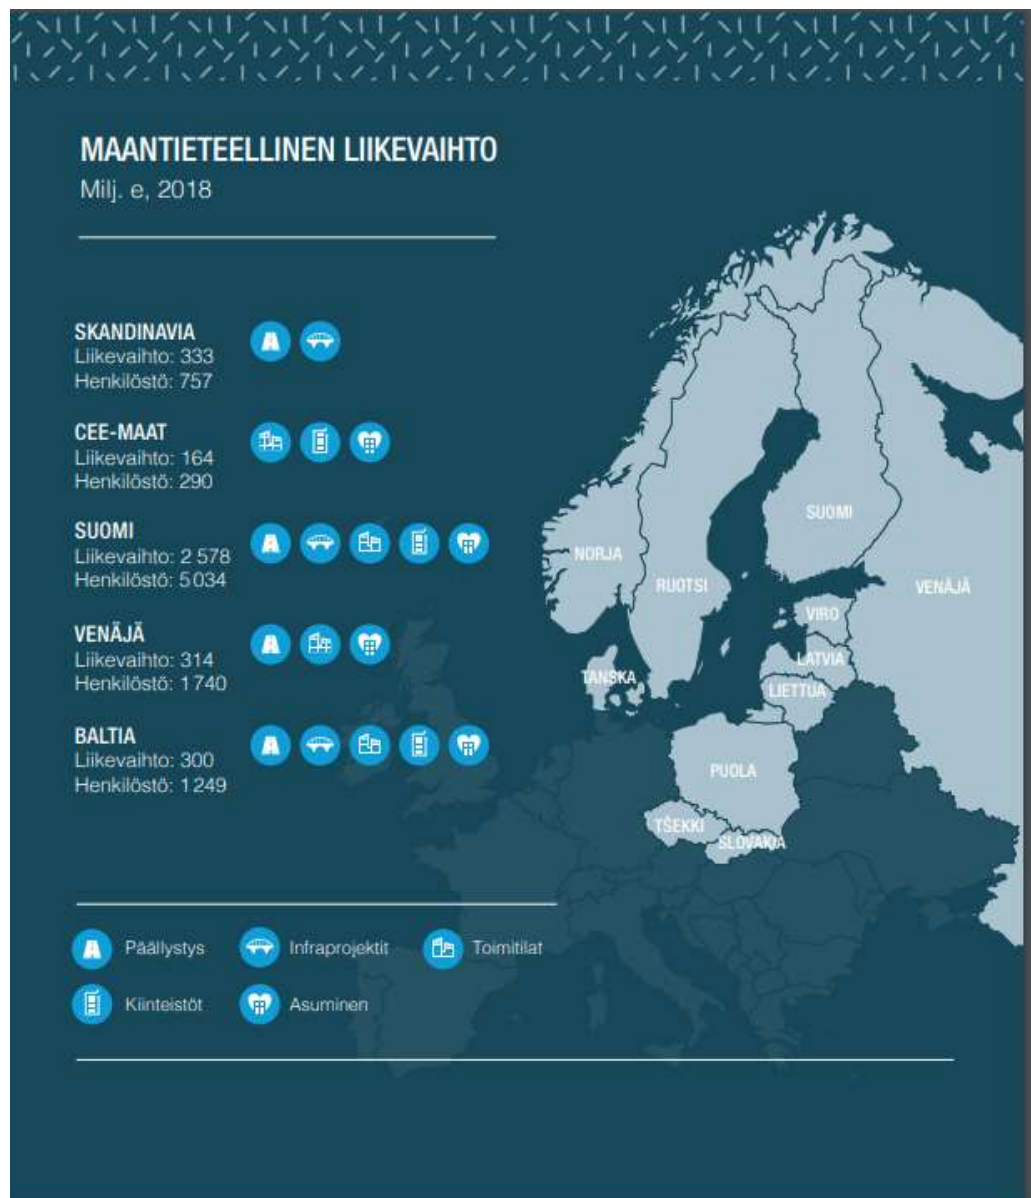 MAANTIETEELLINEN LIIKEVAIHTO
Milj. e, 2018
SKANDINAVIA
Liikevaihto: 333
Henkilöstö: 757
CEE-MAAT
Liikevaihto: 164
Henkilöstö: 290
SUOMI
Liikevaihto: 2 578
Henkilöstö: 5 034
VENÄJÄ
Liikevaihto: 314
Henkilöstö: 1 740
BALTIA
Liikevaihto: 300
Henkilöstö: 1 249
SUOMI
NORJA
RUOTSI
VENÄJÄ
VIRO
LATVIA
TANSKA
LIETTUA
PUOLA
TŠEKKI
SLOVAKIA
Päällystys
Infraprojektit
Toimitilat
Kiinteistöt
Asuminen